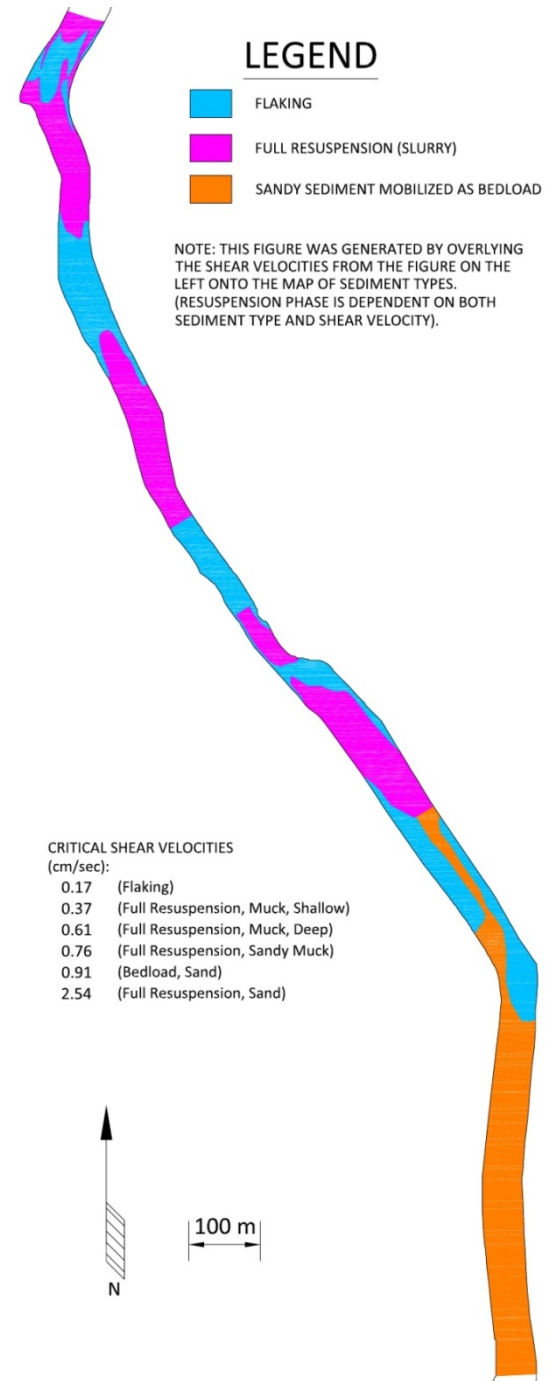 LEGEND
FLAKING
FULL RESUSPENSION (SLURRY)
SANDY SEDIMENT MOBILIZED AS BEDLOAD
NOTE: THIS FIGURE WAS GENERATED BY OVERLYING
THE SHEAR VELOCITIES FROM THE FIGURE ON THE
LEFT ONTO THE MAP OF SEDIMENT TYPES.
(RESUSPENSION PHASE IS DEPENDENT ON BOTH
SEDIMENT TYPE AND SHEAR VELOCITY).
CRITICAL SHEAR VELOCITIES
(cm/sec):
0.17 (Flaking)
0.37 (Full Resuspension, Muck, Shallow)
0.61 (Full Resuspension, Muck, Deep)
0.76 (Full Resuspension, Sandy Muck)
0.91 (Bedload, Sand)
2.54 (Full Resuspension, Sand)
100 m
N